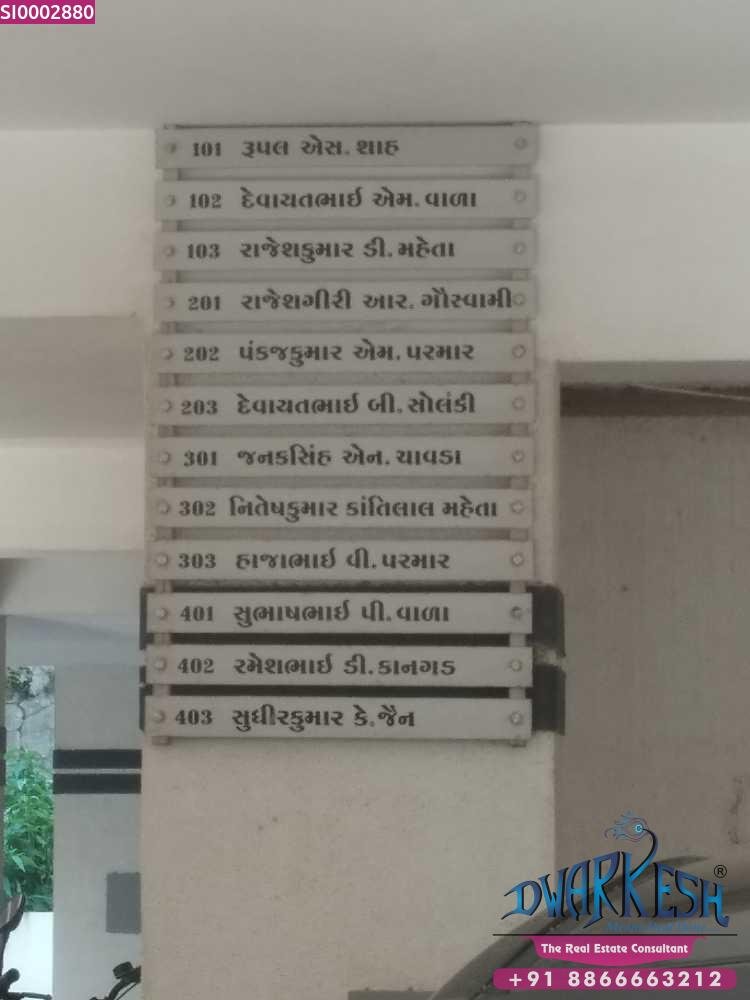 SI0002880
101 રૂપલ એસ. શાહ
102 દેવાયતભાઈ એમ. વાળા
103 રાજેશકુમાર ડી. મહેતા
201 રાજેશગીરી આર. ગૌસ્વામી
202 પંકજકુમાર એમ. પરમાર
203 દેવાયતભાઈ બી. સોલંકી
301 જનકસિંહ એન. ચાવડા
302 નિતેષકુમાર કાંતિલાલ મહેતા
303 હાજાભાઈ વી. પરમાર
401 સુભાષભાઈ પી. વાળા
402 રમેશભાઈ ડી. કાનગડ
403 સુધીરકુમાર કે. જૈન
DWARKESH®
The Real Estate Consultant
+91 8866663212